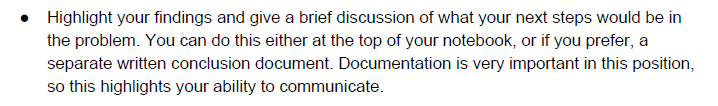 ● Highlight your findings and give a brief discussion of what your next steps would be in
the problem. You can do this either at the top of your notebook, or if you prefer, a
separate written conclusion document. Documentation is very important in this position,
so this highlights your ability to communicate.